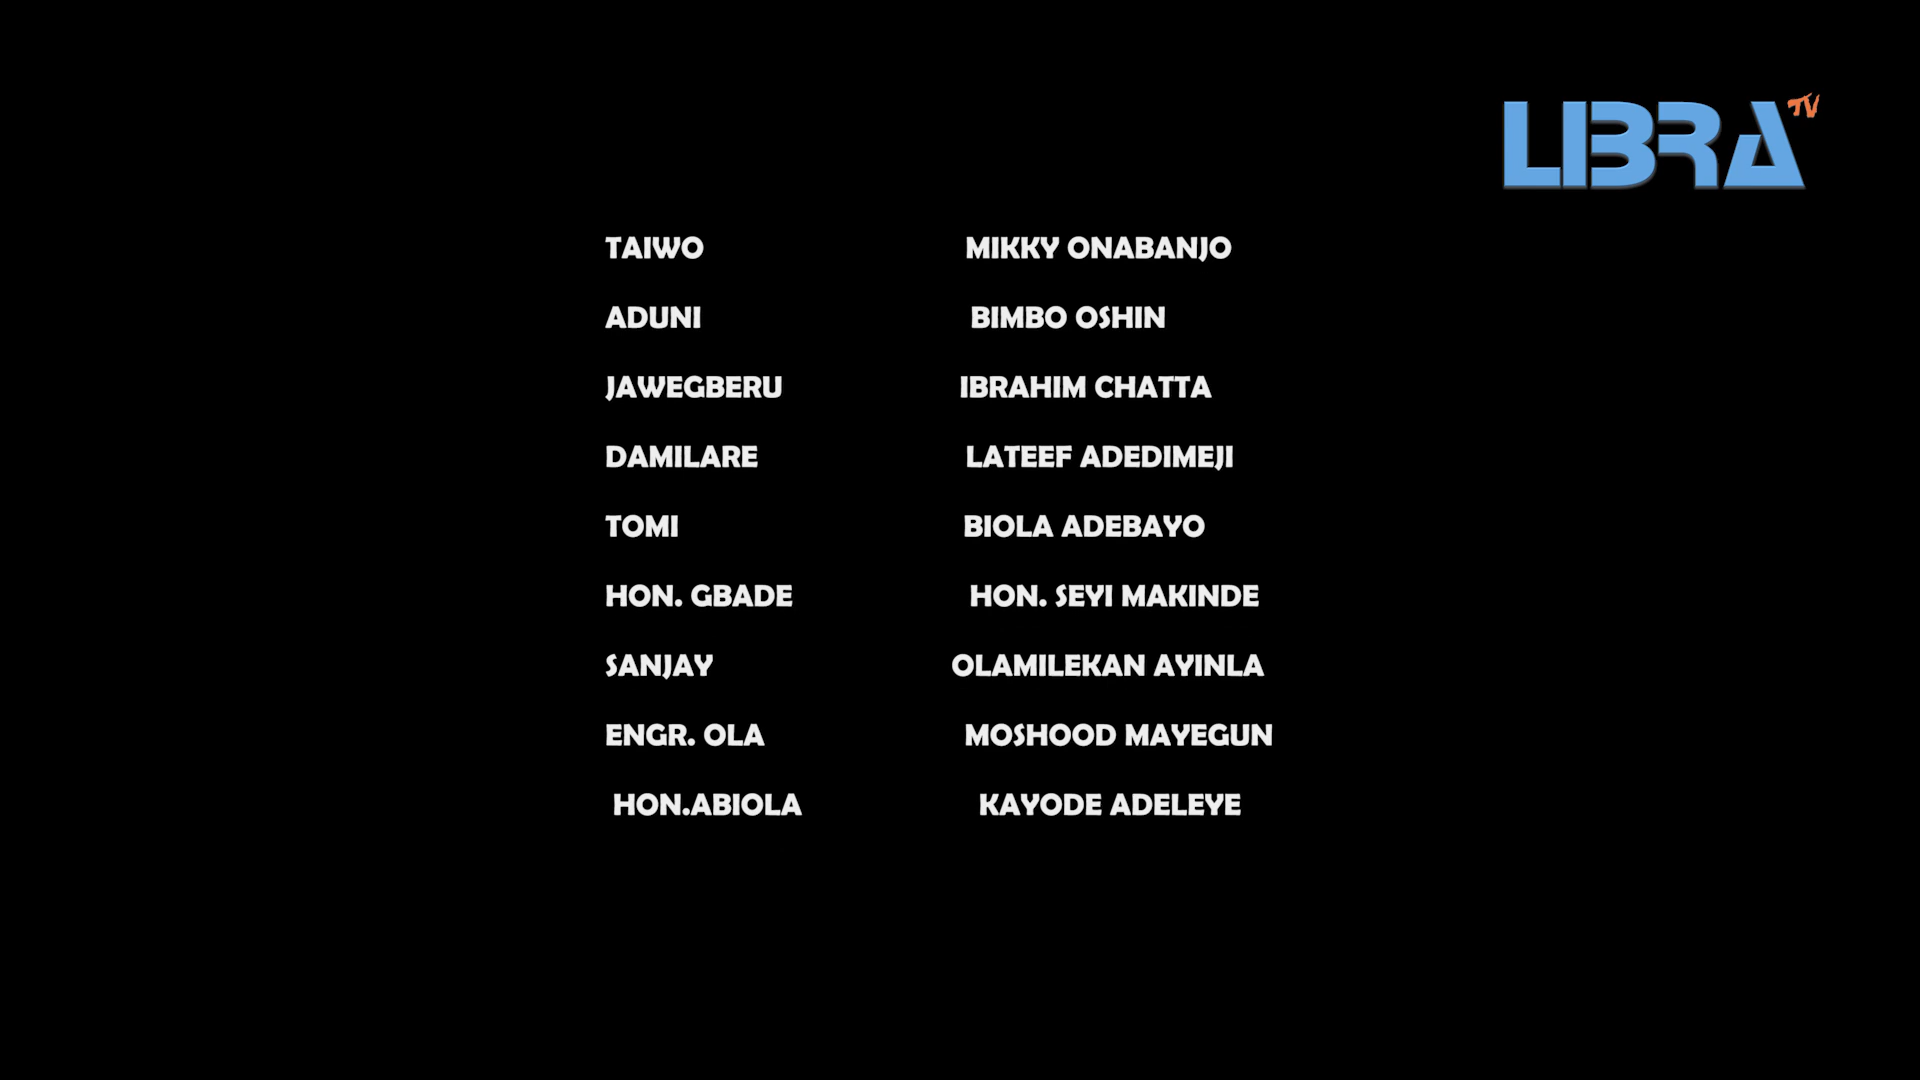 LIBRA TV
TAIWO MIKKY ONABANJO
ADUNI BIMBO OSHIN
JAWEGBERU IBRAHIM CHATTA
DAMILARE LATEEF ADEDIMEJI
TOMI BIOLA ADEBAYO
HON. GBADE HON. SEYI MAKINDE
SANJAY OLAMILEKAN AYINLA
ENGR. OLA MOSHOOD MAYEGUN
HON.ABIOLA KAYODE ADELEYE